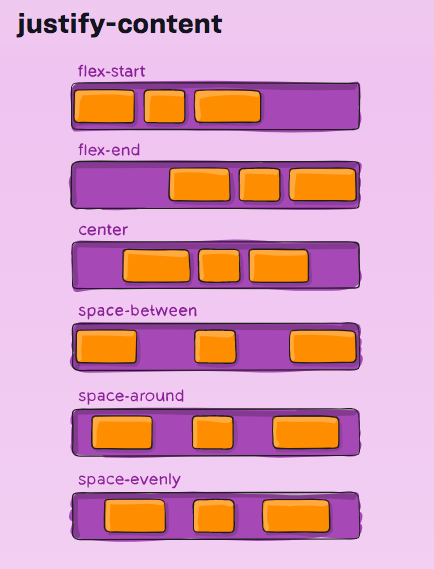 justify-content
flex-start
flex-end
center
space-between
space-around
space-evenly